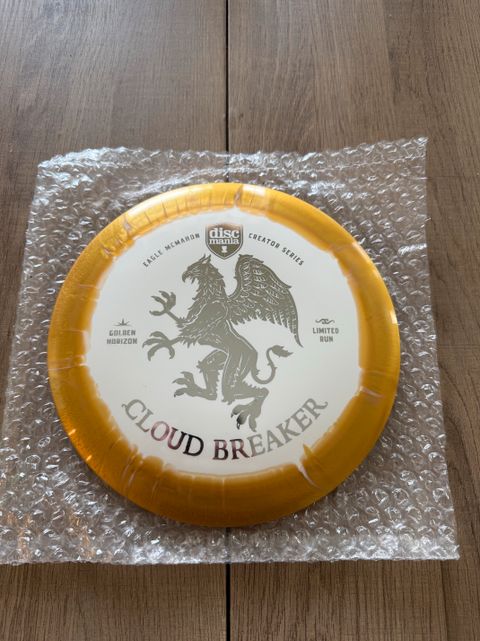 disc
mania
EAGLE MCMAHON CREATOR SERIES
GOLDEN
HORIZON
LIMITED
RUN
CLOUD BREAKER